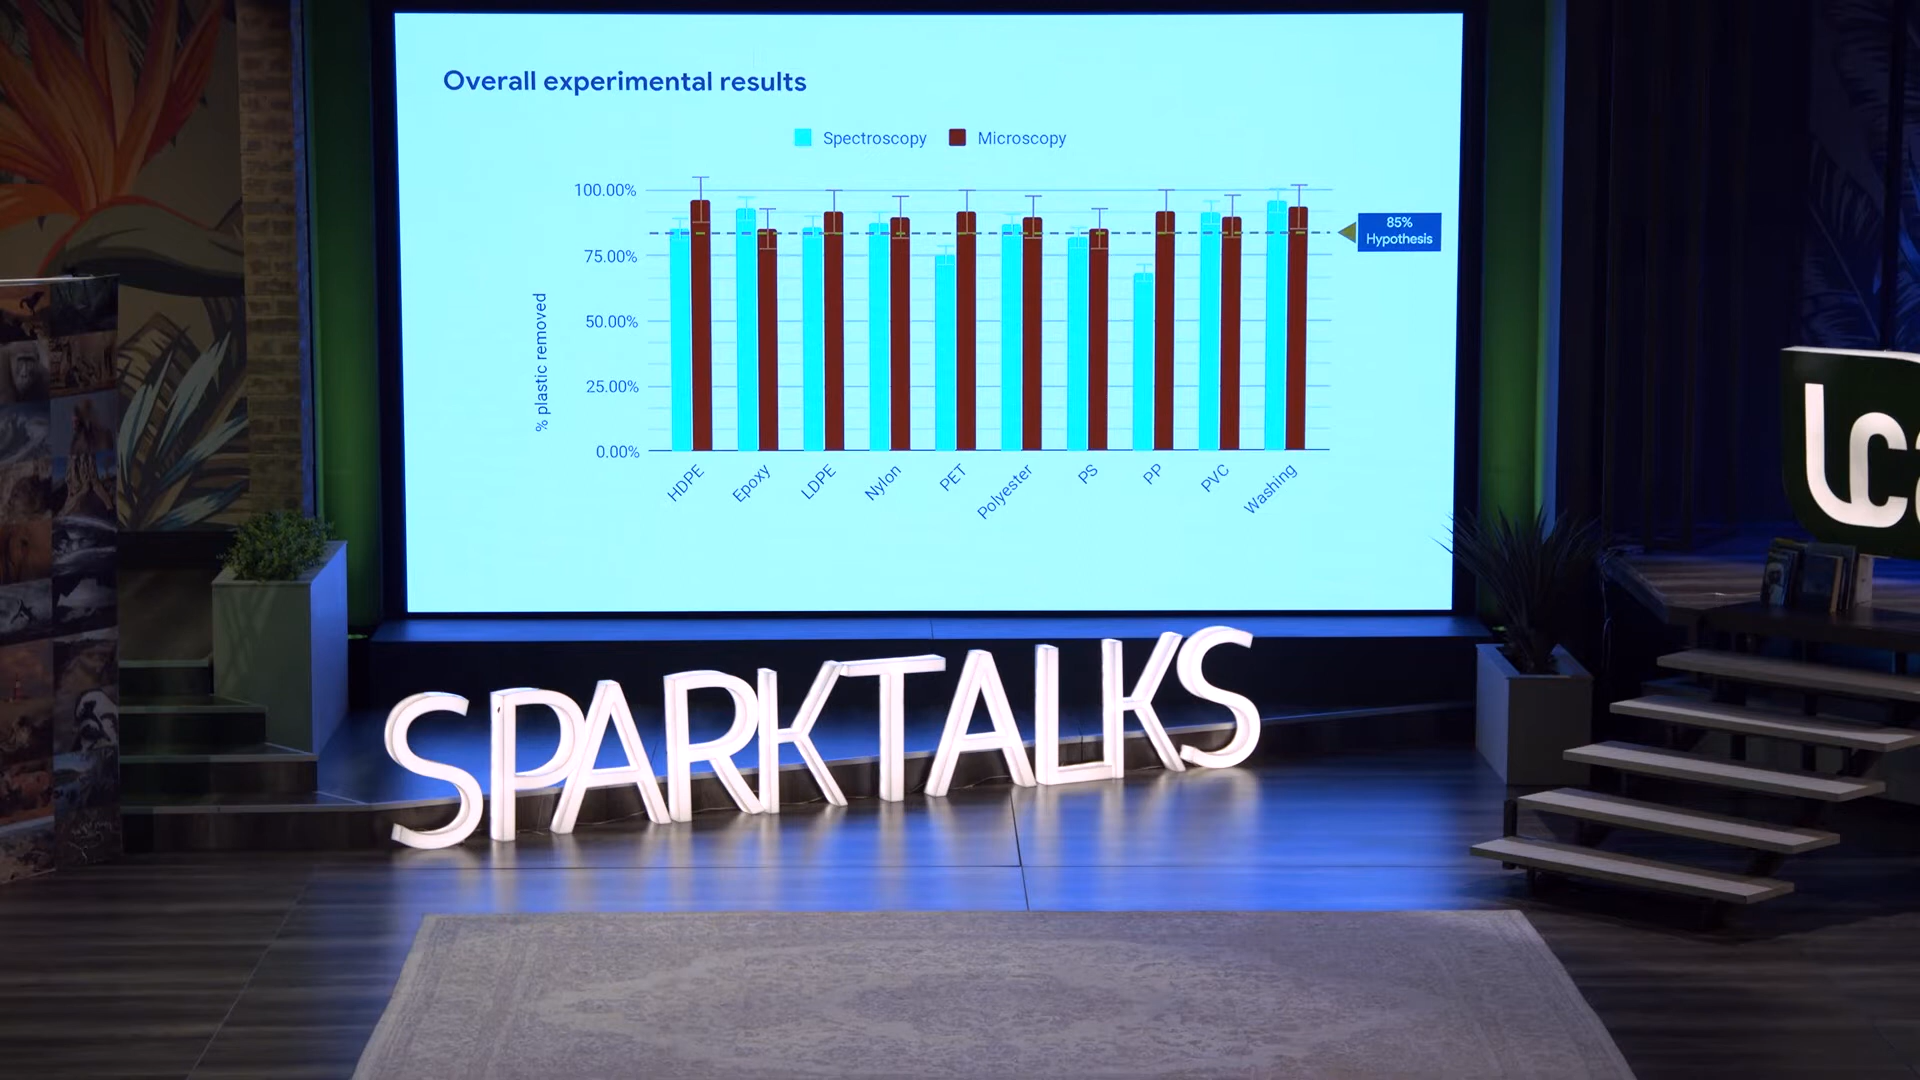 Overall experimental results
Spectroscopy Microscopy
100.00%
75.00%
50.00%
25.00%
0.00%
% plastic removed
85%
Hypothesis
HDPE Epoxy LDPE Nylon PET Polyester PS PP PVC Washing
SPARKTALKS